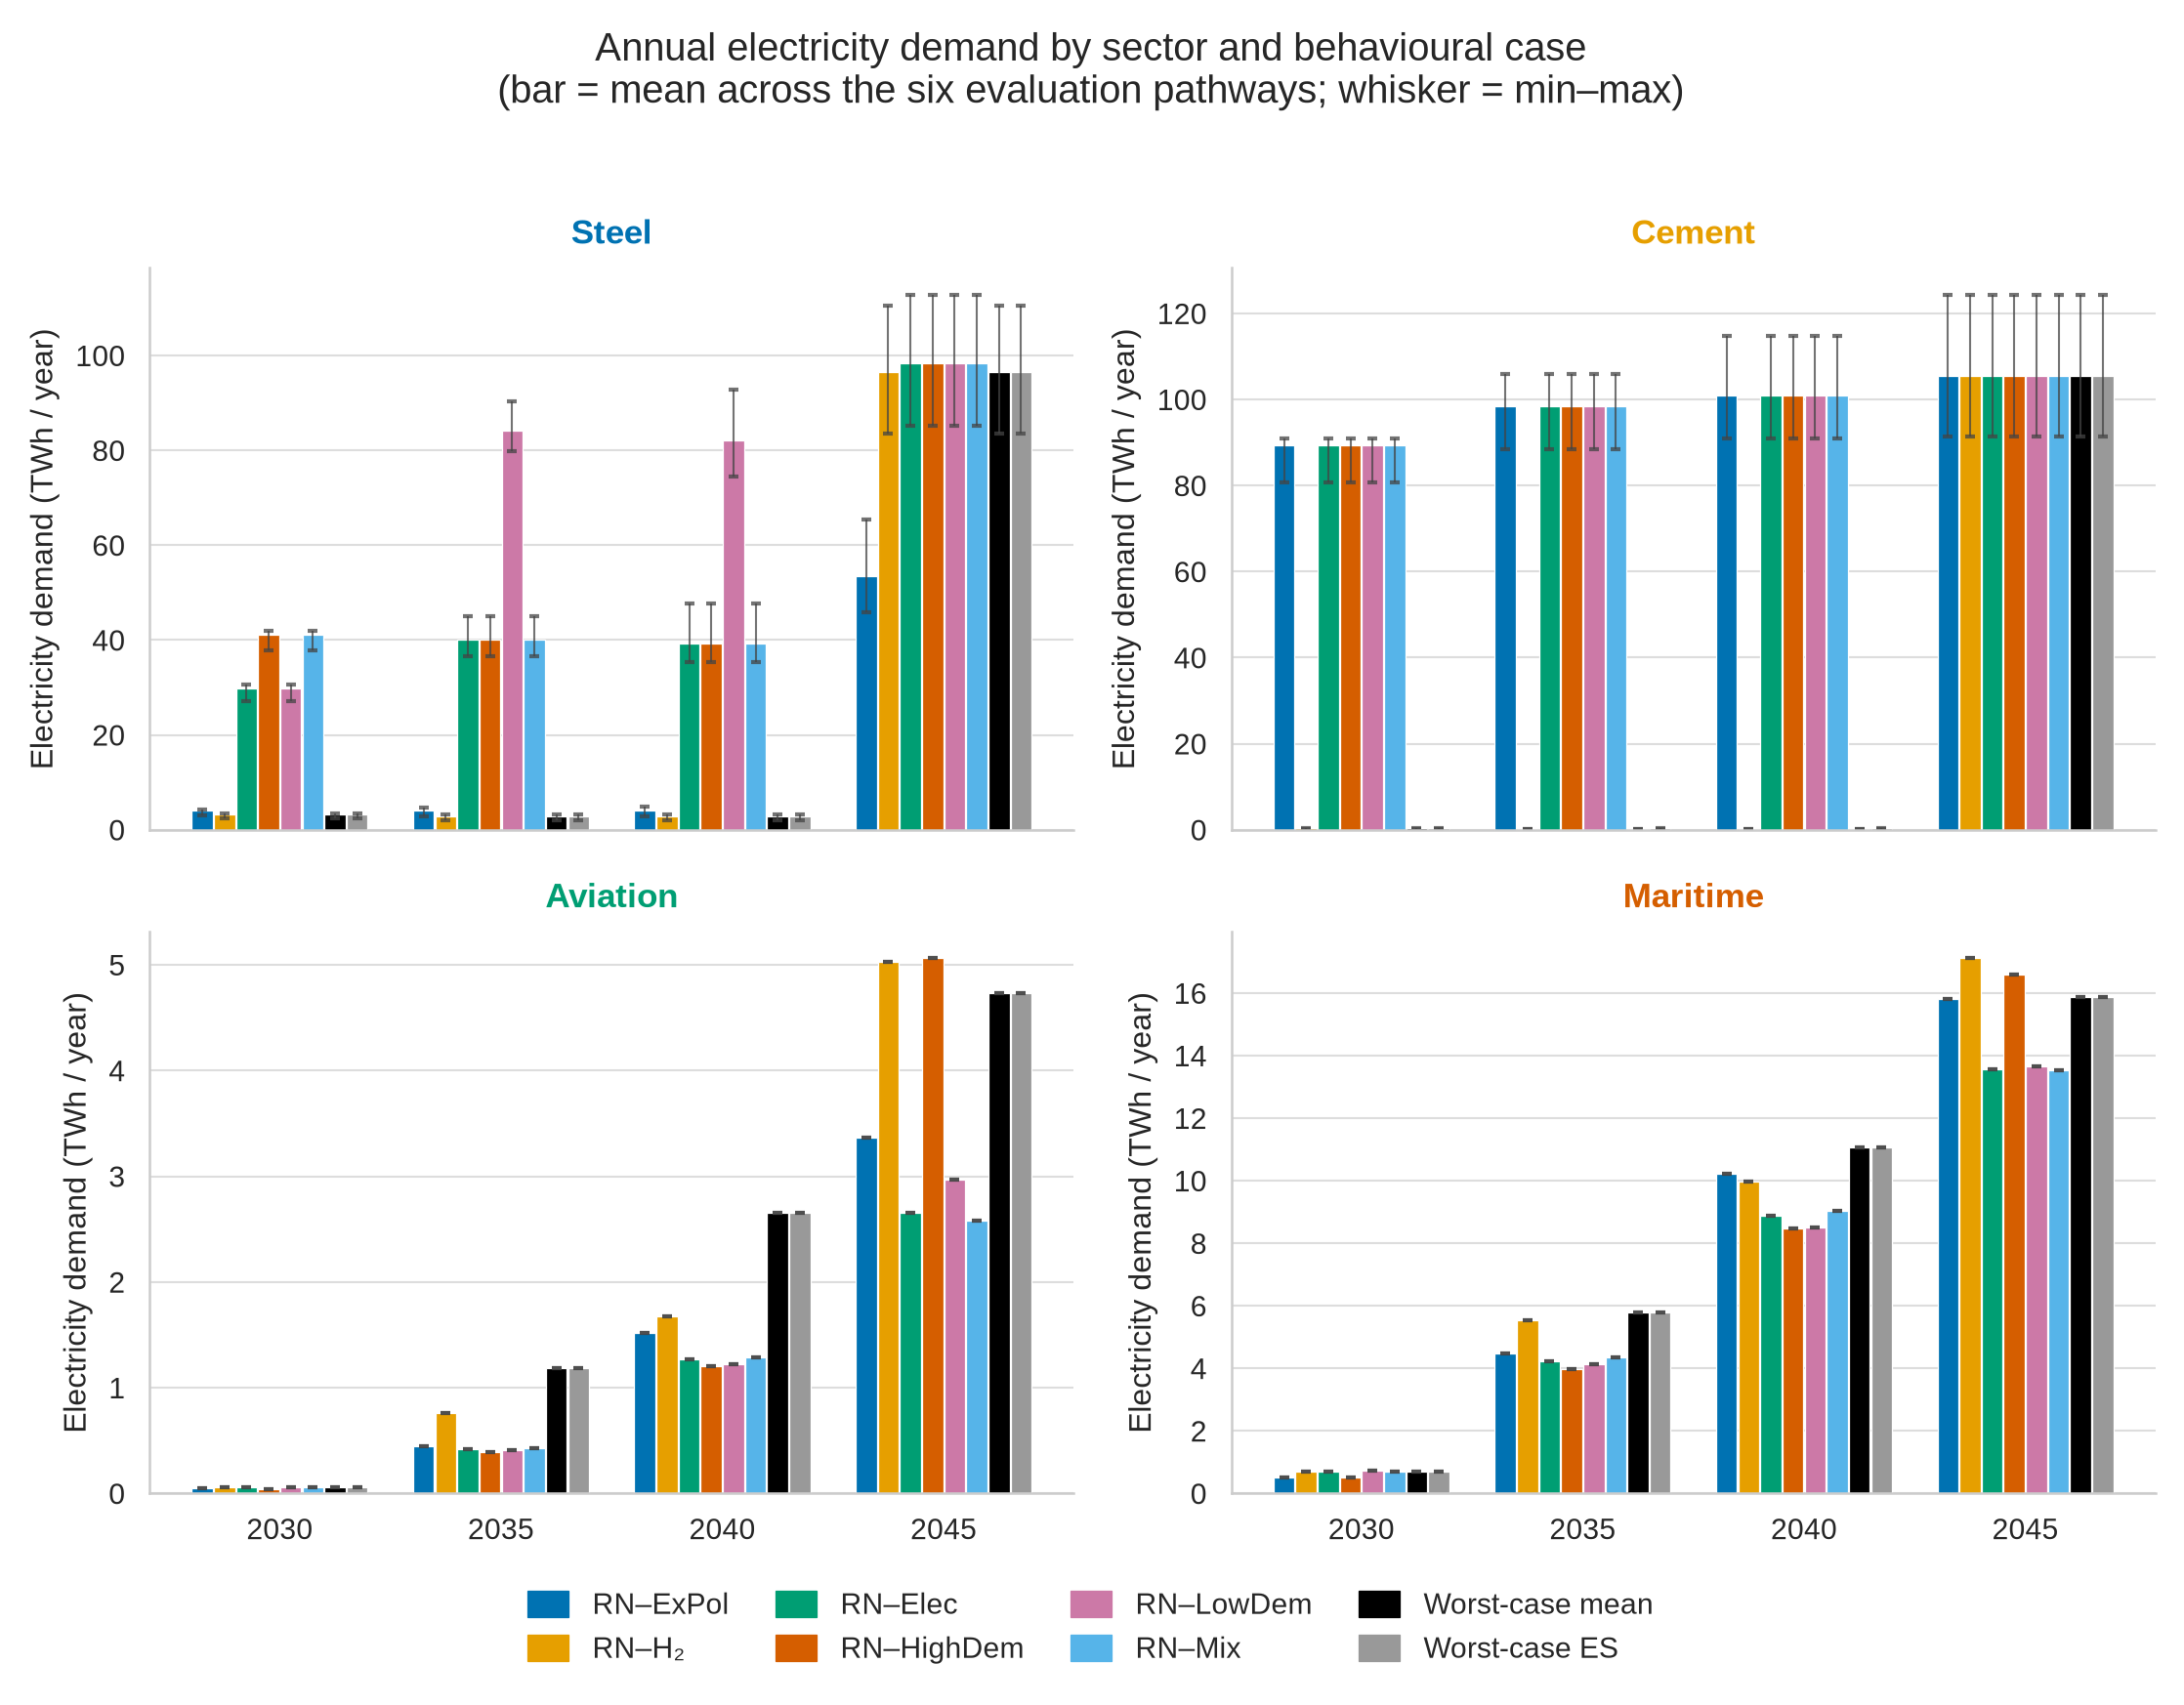 Annual electricity demand by sector and behavioural case
(bar = mean across the six evaluation pathways; whisker = min–max)
Steel
Electricity demand (TWh / year)
100
80
60
40
20
0
Cement
Electricity demand (TWh / year)
120
100
80
60
40
20
0
Aviation
Electricity demand (TWh / year)
5
4
3
2
1
0
2030 2035 2040 2045
Maritime
Electricity demand (TWh / year)
16
14
12
10
8
6
4
2
0
2030 2035 2040 2045
RN–ExPol RN–Elec RN–LowDem Worst-case mean
RN–H₂ RN–HighDem RN–Mix Worst-case ES